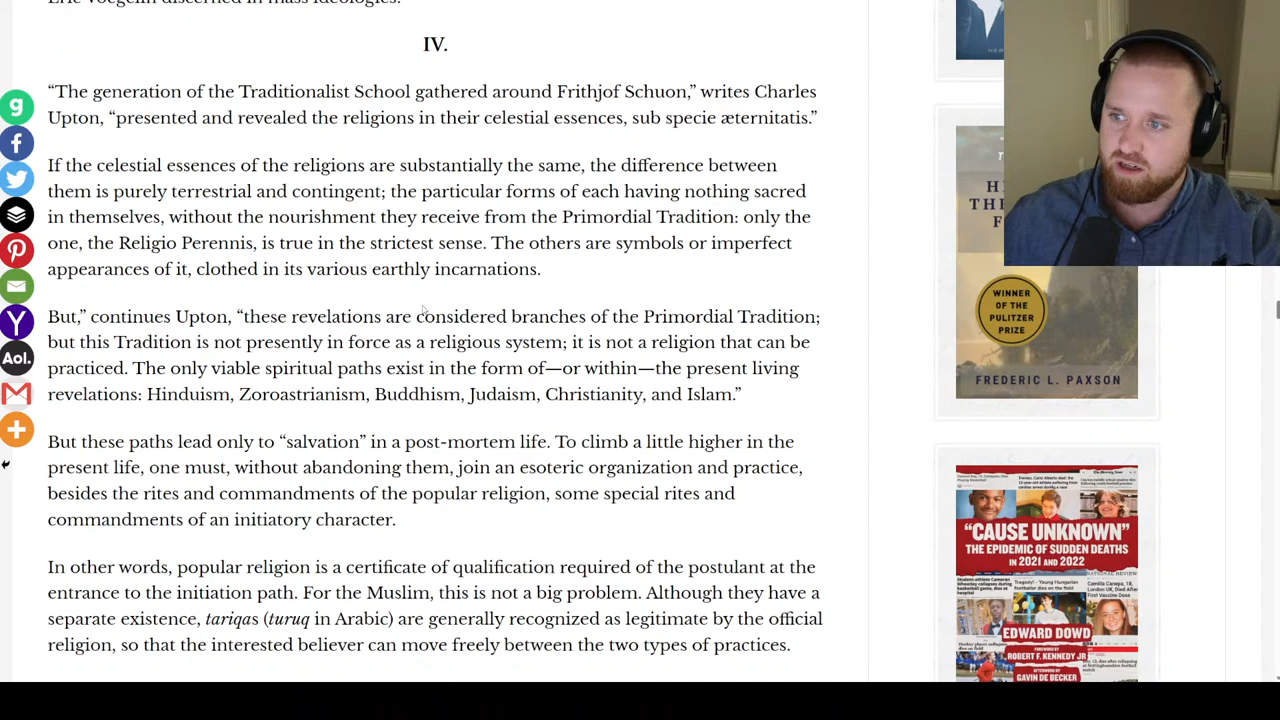 Eric Voegelin discerned in mass ideologies.
IV.
“The generation of the Traditionalist School gathered around Frithjof Schuon,” writes Charles
Upton, “presented and revealed the religions in their celestial essences, sub specie æternitatis.”
If the celestial essences of the religions are substantially the same, the difference between
them is purely terrestrial and contingent; the particular forms of each having nothing sacred
in themselves, without the nourishment they receive from the Primordial Tradition: only the
one, the Religio Perennis, is true in the strictest sense. The others are symbols or imperfect
appearances of it, clothed in its various earthly incarnations.
But,” continues Upton, “these revelations are considered branches of the Primordial Tradition;
but this Tradition is not presently in force as a religious system; it is not a religion that can be
practiced. The only viable spiritual paths exist in the form of—or within—the present living
revelations: Hinduism, Zoroastrianism, Buddhism, Judaism, Christianity, and Islam.”
But these paths lead only to “salvation” in a post-mortem life. To climb a little higher in the
present life, one must, without abandoning them, join an esoteric organization and practice,
besides the rites and commandments of the popular religion, some special rites and
commandments of an initiatory character.
In other words, popular religion is a certificate of qualification required of the postulant at the
entrance to the initiation path. For a Muslim, this is not a big problem. Although they have a
separate existence, tariqas (turuq in Arabic) are generally recognized as legitimate by the official
religion, so that the interested believer can move freely between the two types of practices.
g
Y
Aol.
WINNER
OF THE
PULITZER
PRIZE
FREDERIC L. PAXSON
“CAUSE UNKNOWN”
THE EPIDEMIC OF SUDDEN DEATHS
IN 2021 AND 2022
EDWARD DOWD
FOREWORD BY
ROBERT F. KENNEDY JR
AFTERWORD BY
GAVIN DE BECKER